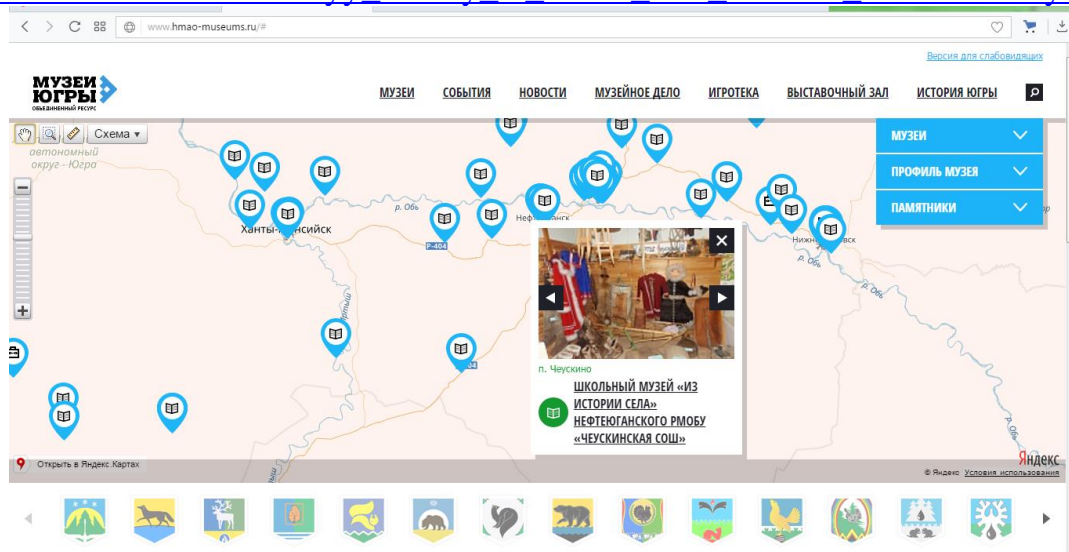 www.hmao-museums.ru/#
Версия для слабовидящих
МУЗЕИ
ЮГРЫ
ОБЪЕДИНЕННЫЙ РЕСУРС
МУЗЕИ СОБЫТИЯ НОВОСТИ МУЗЕЙНОЕ ДЕЛО ИГРОТЕКА ВЫСТАВОЧНЫЙ ЗАЛ ИСТОРИЯ ЮГРЫ
Схема
автономный
округ - Югра
МУЗЕИ
ПРОФИЛЬ МУЗЕЯ
ПАМЯТНИКИ
р. Обь
Р-404
р. Обь
р. Обь
п. Чеускино
ШКОЛЬНЫЙ МУЗЕЙ «ИЗ
ИСТОРИИ СЕЛА»
НЕФТЕЮГАНСКОГО РМОБУ
«ЧЕУСКИНСКАЯ СОШ»
р. Обь
Открыть в Яндекс.Картах
Яндекс
© Яндекс Условия использования